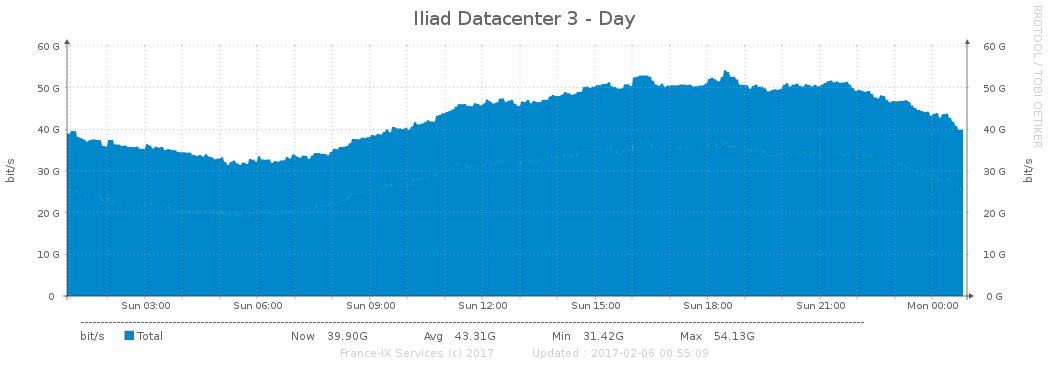 Iliad Datacenter 3 - Day
RRDTOOL / TOBI OETIKER
60 G 60 G
50 G 50 G
40 G 40 G
30 G 30 G
20 G 20 G
10 G 10 G
0 0 G
bit/s bit/s
Sun 03:00 Sun 06:00 Sun 09:00 Sun 12:00 Sun 15:00 Sun 18:00 Sun 21:00 Mon 00:00
bit/s Total Now 39.90G Avg 43.31G Min 31.42G Max 54.13G
France-IX Services (c) 2017 Updated : 2017-02-06 00:55:09